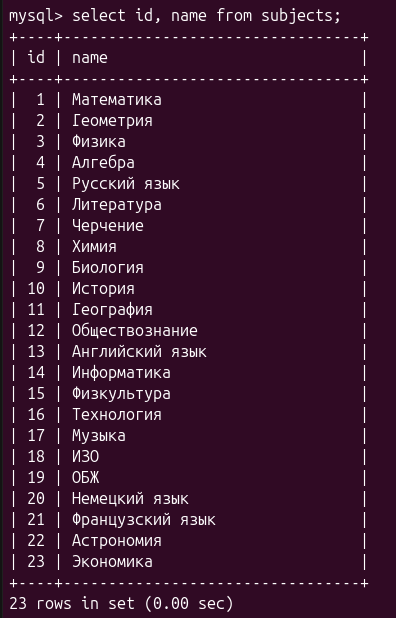 mysql> select id, name from subjects;
+----+---------------------------------+
| id | name                            |
+----+---------------------------------+
|  1 | Математика                      |
|  2 | Геометрия                       |
|  3 | Физика                          |
|  4 | Алгебра                         |
|  5 | Русский язык                    |
|  6 | Литература                      |
|  7 | Черчение                        |
|  8 | Химия                           |
|  9 | Биология                        |
| 10 | История                         |
| 11 | География                       |
| 12 | Обществознание                  |
| 13 | Английский язык                 |
| 14 | Информатика                     |
| 15 | Физкультура                     |
| 16 | Технология                      |
| 17 | Музыка                          |
| 18 | ИЗО                             |
| 19 | ОБЖ                             |
| 20 | Немецкий язык                   |
| 21 | Французский язык                |
| 22 | Астрономия                      |
| 23 | Экономика                       |
+----+---------------------------------+
23 rows in set (0.00 sec)